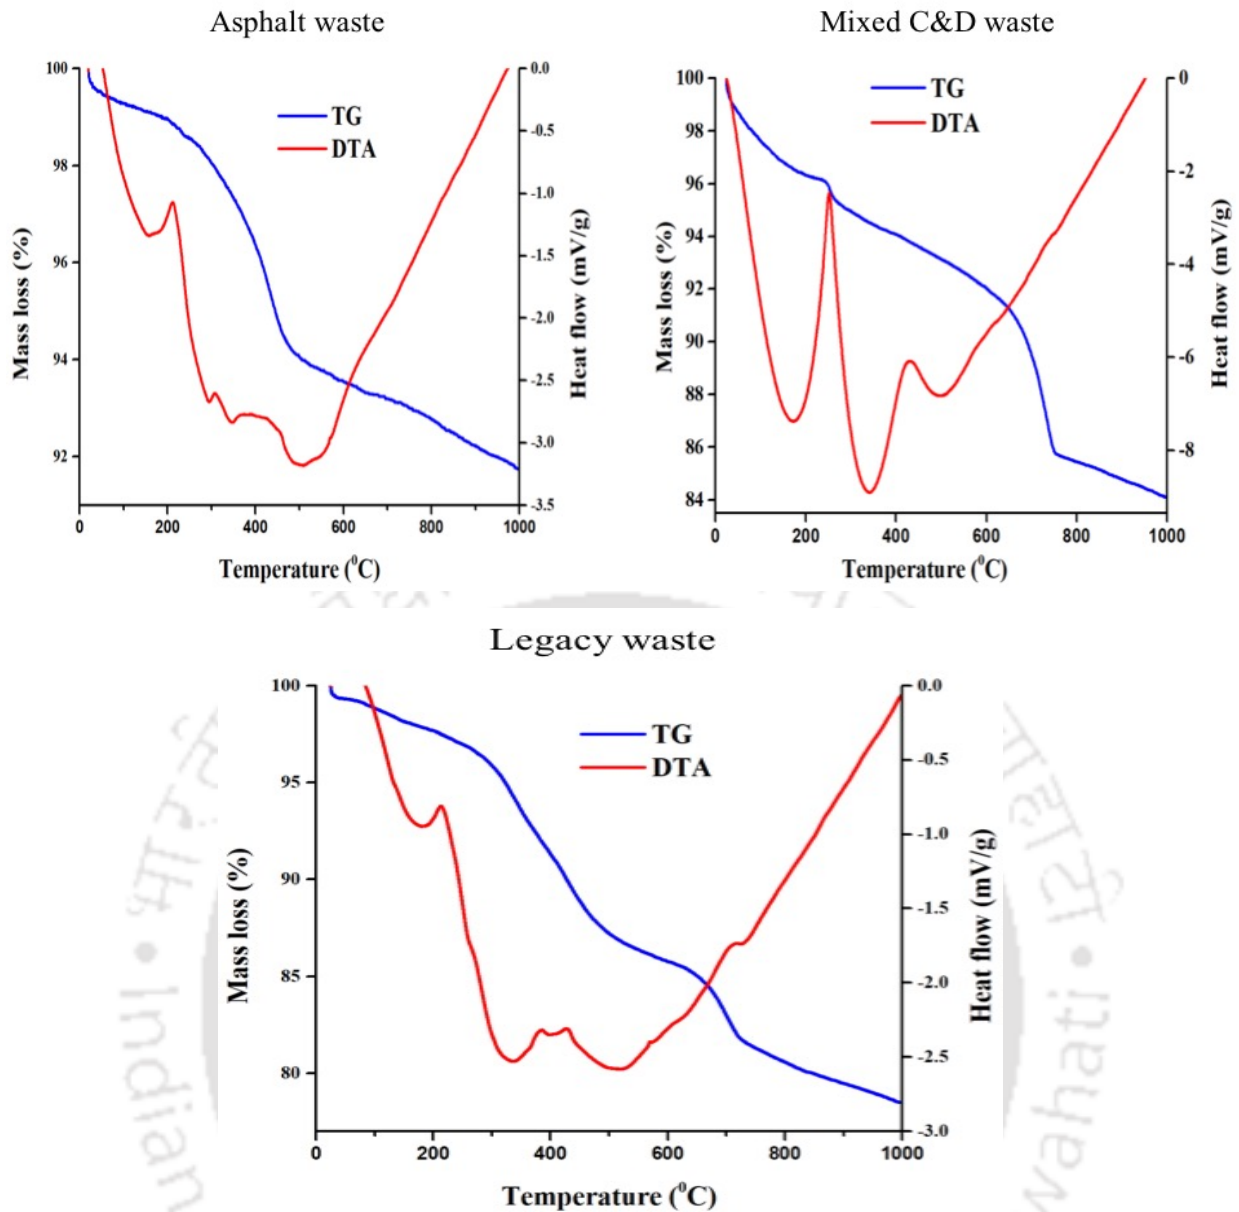 Asphalt waste
Mixed C&D waste
100
98
96
94
92
0.0
-0.5
-1.0
-1.5
-2.0
-2.5
-3.0
-3.5
TG
DTA
Mass loss (%)
Heat flow (mV/g)
0 200 400 600 800 1000
Temperature (⁰C)
100
98
96
94
92
90
88
86
84
0
-2
-4
-6
-8
TG
DTA
Mass loss (%)
Heat flow (mV/g)
0 200 400 600 800 1000
Temperature (⁰C)
Legacy waste
100
95
90
85
80
0.0
-0.5
-1.0
-1.5
-2.0
-2.5
-3.0
TG
DTA
Mass loss (%)
Heat flow (mV/g)
0 200 400 600 800 1000
Temperature (⁰C)
Indian
wahati